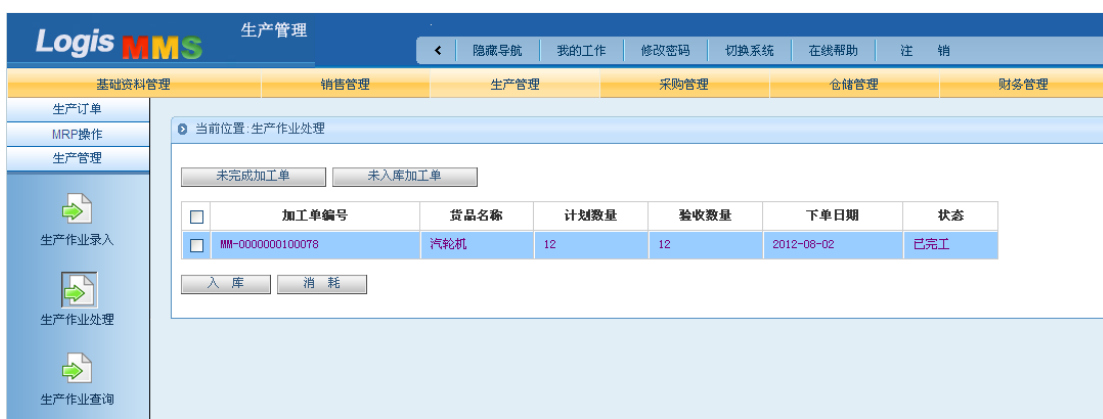 生产管理
Logis MMS
隐藏导航 我的工作 修改密码 切换系统 在线帮助 注 销
基础资料管理 销售管理 生产管理 采购管理 仓储管理 财务管理
生产订单
MRP操作
生产管理
当前位置:生产作业处理
未完成加工单 未入库加工单
加工单编号 货品名称 计划数量 验收数量 下单日期 状态
MM-0000000100078 汽轮机 12 12 2012-08-02 已完工
入 库 消 耗
生产作业录入
生产作业处理
生产作业查询